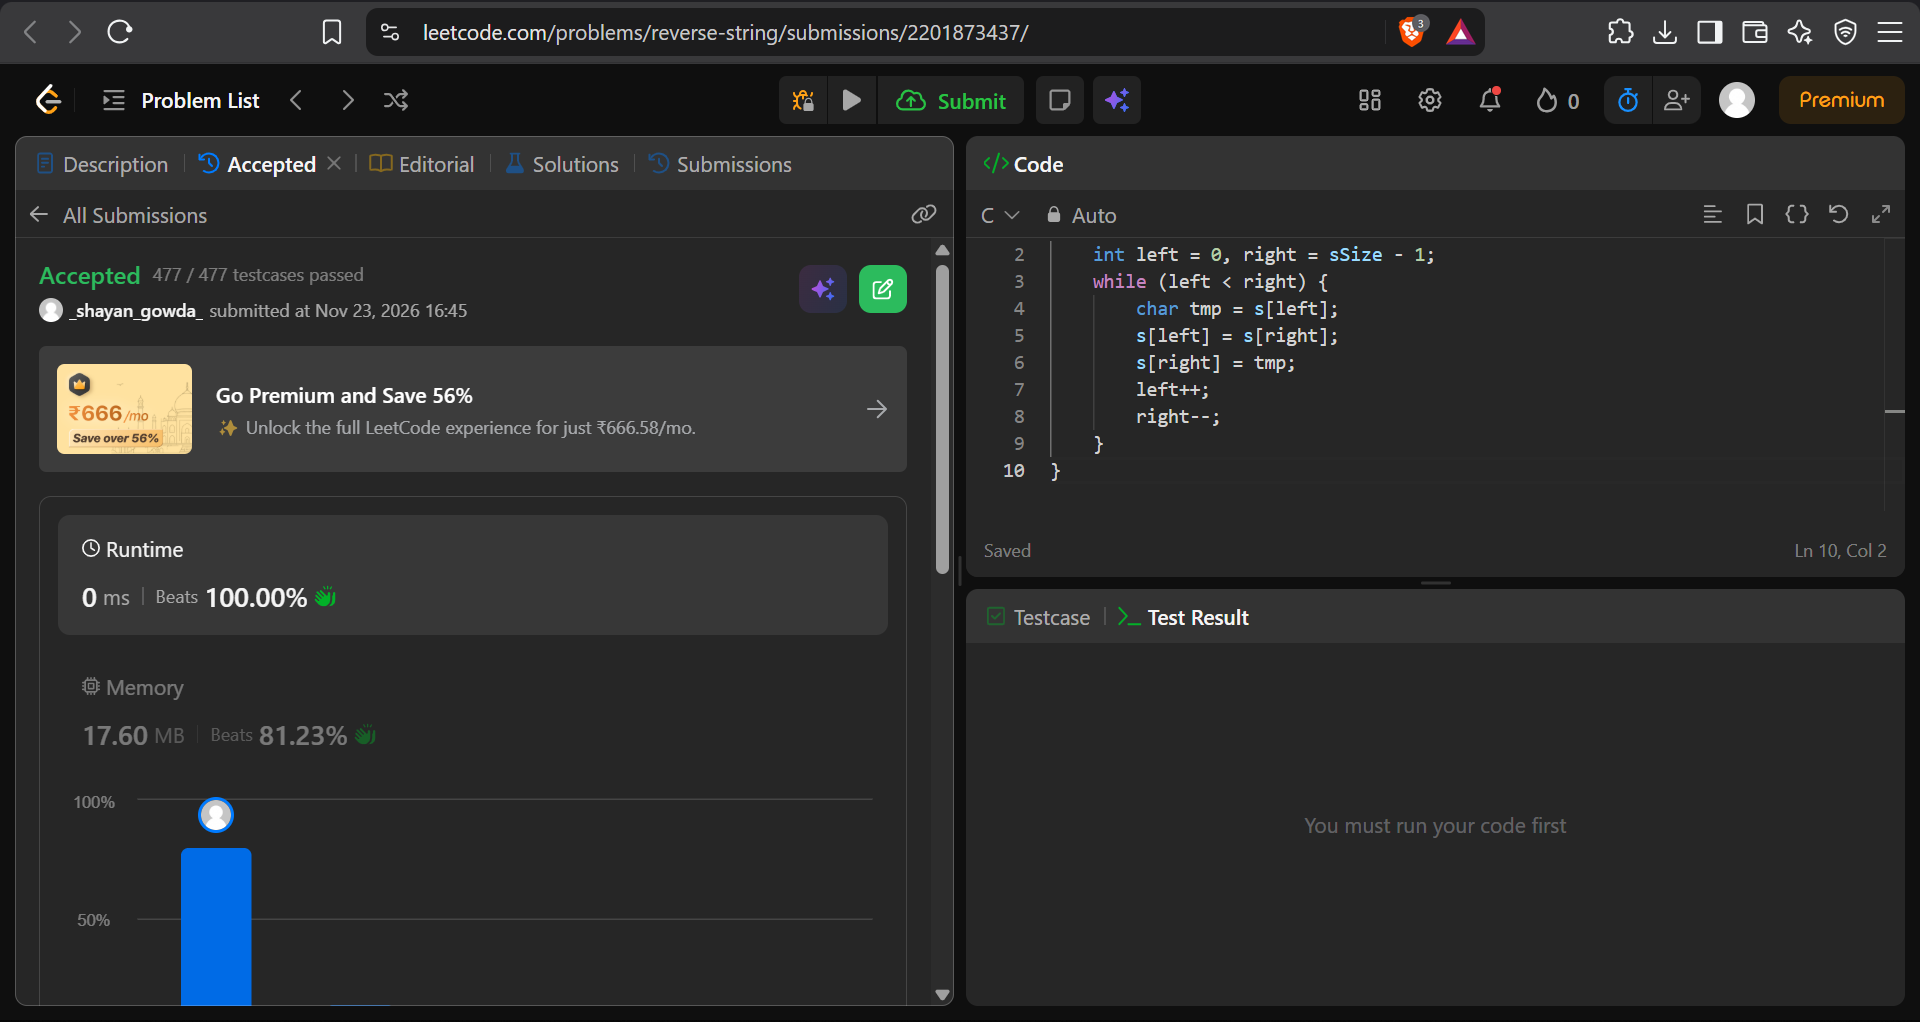 leetcode.com/problems/reverse-string/submissions/2201873437/
3
Problem List
Submit
0
Premium
Description
Accepted
Editorial
Solutions
Submissions
All Submissions
Accepted 477 / 477 testcases passed
_shayan_gowda_ submitted at Nov 23, 2026 16:45
₹666 /mo
Save over 56%
Go Premium and Save 56%
Unlock the full LeetCode experience for just ₹666.58/mo.
Runtime
0 ms Beats 100.00%
Memory
17.60 MB Beats 81.23%
100%
50%
</> Code
C Auto
2 int left = 0, right = sSize - 1;
3 while (left < right) {
4 char tmp = s[left];
5 s[left] = s[right];
6 s[right] = tmp;
7 left++;
8 right--;
9 }
10 }
Saved
Ln 10, Col 2
Testcase
Test Result
You must run your code first